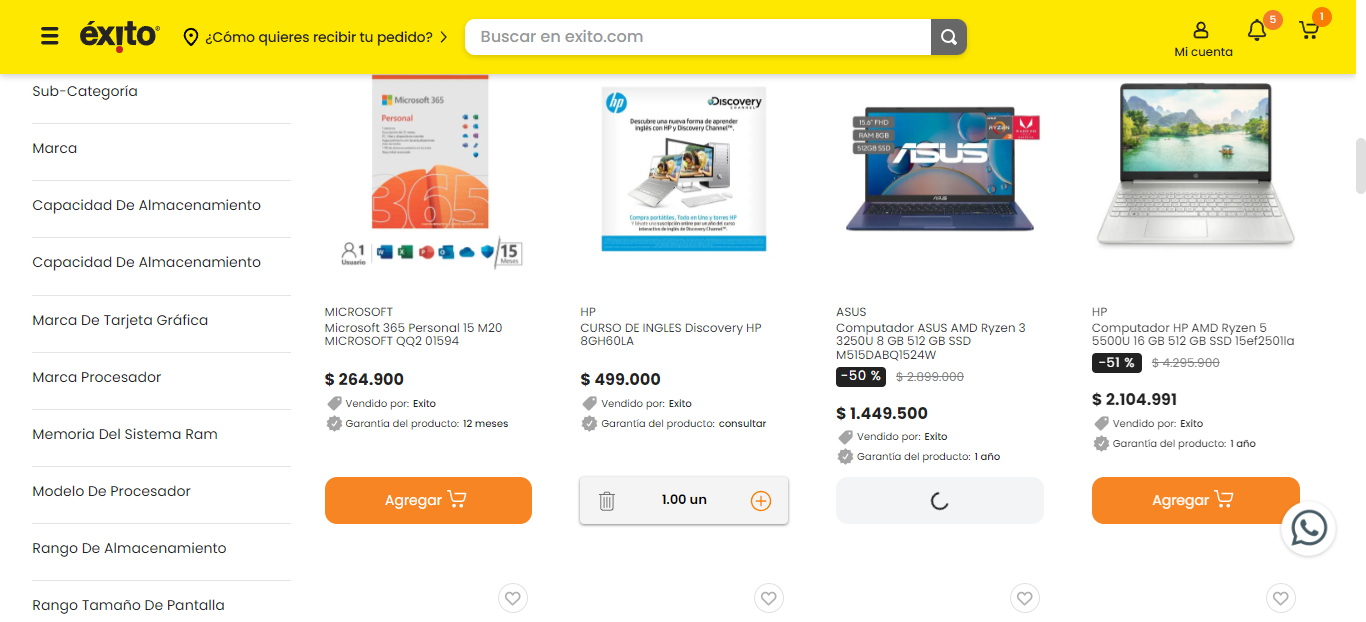 éxito
¿Cómo quieres recibir tu pedido?
Buscar en exito.com
Mi cuenta
5
1
Sub-Categoría
Marca
Capacidad De Almacenamiento
Capacidad De Almacenamiento
Marca De Tarjeta Gráfica
Marca Procesador
Memoria Del Sistema Ram
Modelo De Procesador
Rango De Almacenamiento
Rango Tamaño De Pantalla
Microsoft 365
Personal
365
1
Usuario
15
Meses
MICROSOFT
Microsoft 365 Personal 15 M20
MICROSOFT QQ2 01594
$ 264.900
Vendido por: Exito
Garantía del producto: 12 meses
Agregar
hp
Discovery
CHANNEL
Descubre una nueva forma de aprender
inglés con HP y Discovery Channel™.
Compra portátiles, Todo en Uno y torres HP
HP
CURSO DE INGLES Discovery HP
8GH60LA
$ 499.000
Vendido por: Exito
Garantía del producto: consultar
1.00 un
15.6" FHD
RAM 8GB
512GB SSD
RYZEN
RADEON
ASUS
ASUS
Computador ASUS AMD Ryzen 3
3250U 8 GB 512 GB SSD
M515DABQ1524W
-50 % $ 2.899.000
$ 1.449.500
Vendido por: Exito
Garantía del producto: 1 año
HP
Computador HP AMD Ryzen 5
5500U 16 GB 512 GB SSD 15ef2501la
-51 % $ 4.295.900
$ 2.104.991
Vendido por: Exito
Garantía del producto: 1 año
Agregar